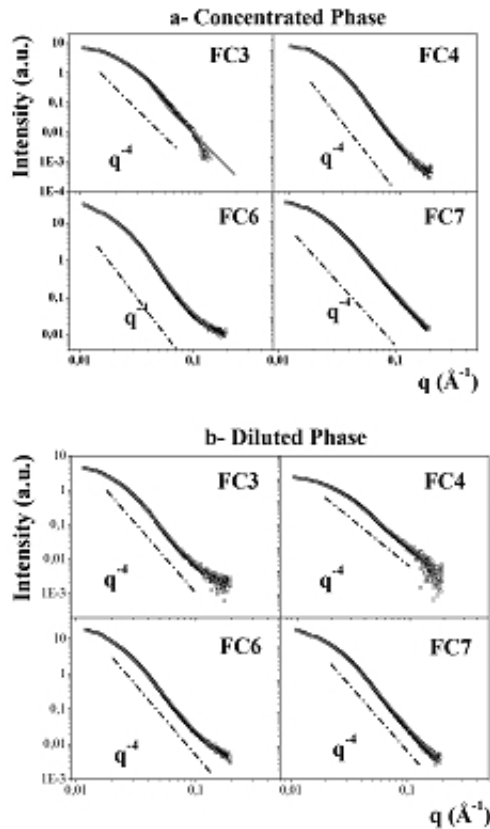 a- Concentrated Phase
Intensity (a.u.)
10
1
0,1
0,01
1E-3
1E-4
FC3
q⁻⁴
FC4
q⁻⁴
10
1
0,1
0,01
FC6
q⁻⁴
FC7
q⁻⁴
0,01 0,1 0,01 0,1
q (Å⁻¹)
b- Diluted Phase
Intensity (a.u.)
10
1
0,1
0,01
1E-3
FC3
q⁻⁴
FC4
q⁻⁴
10
1
0,1
0,01
1E-3
FC6
q⁻⁴
FC7
q⁻⁴
0,01 0,1 0,01 0,1
q (Å⁻¹)